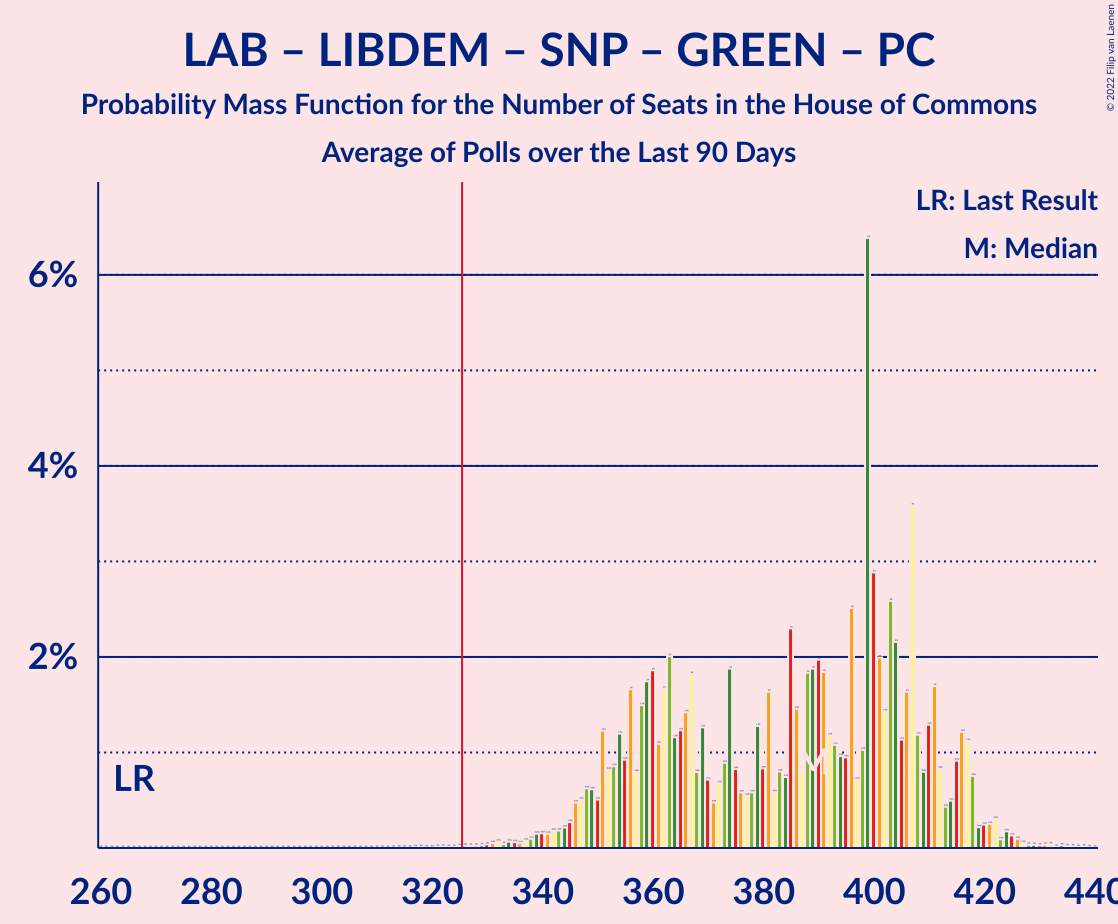 LAB – LIBDEM – SNP – GREEN – PC
Probability Mass Function for the Number of Seats in the House of Commons
Average of Polls over the Last 90 Days
© 2022 Filip van Laenen
LR: Last Result
M: Median
6%
4%
2%
LR
M
260 280 300 320 340 360 380 400 420 440